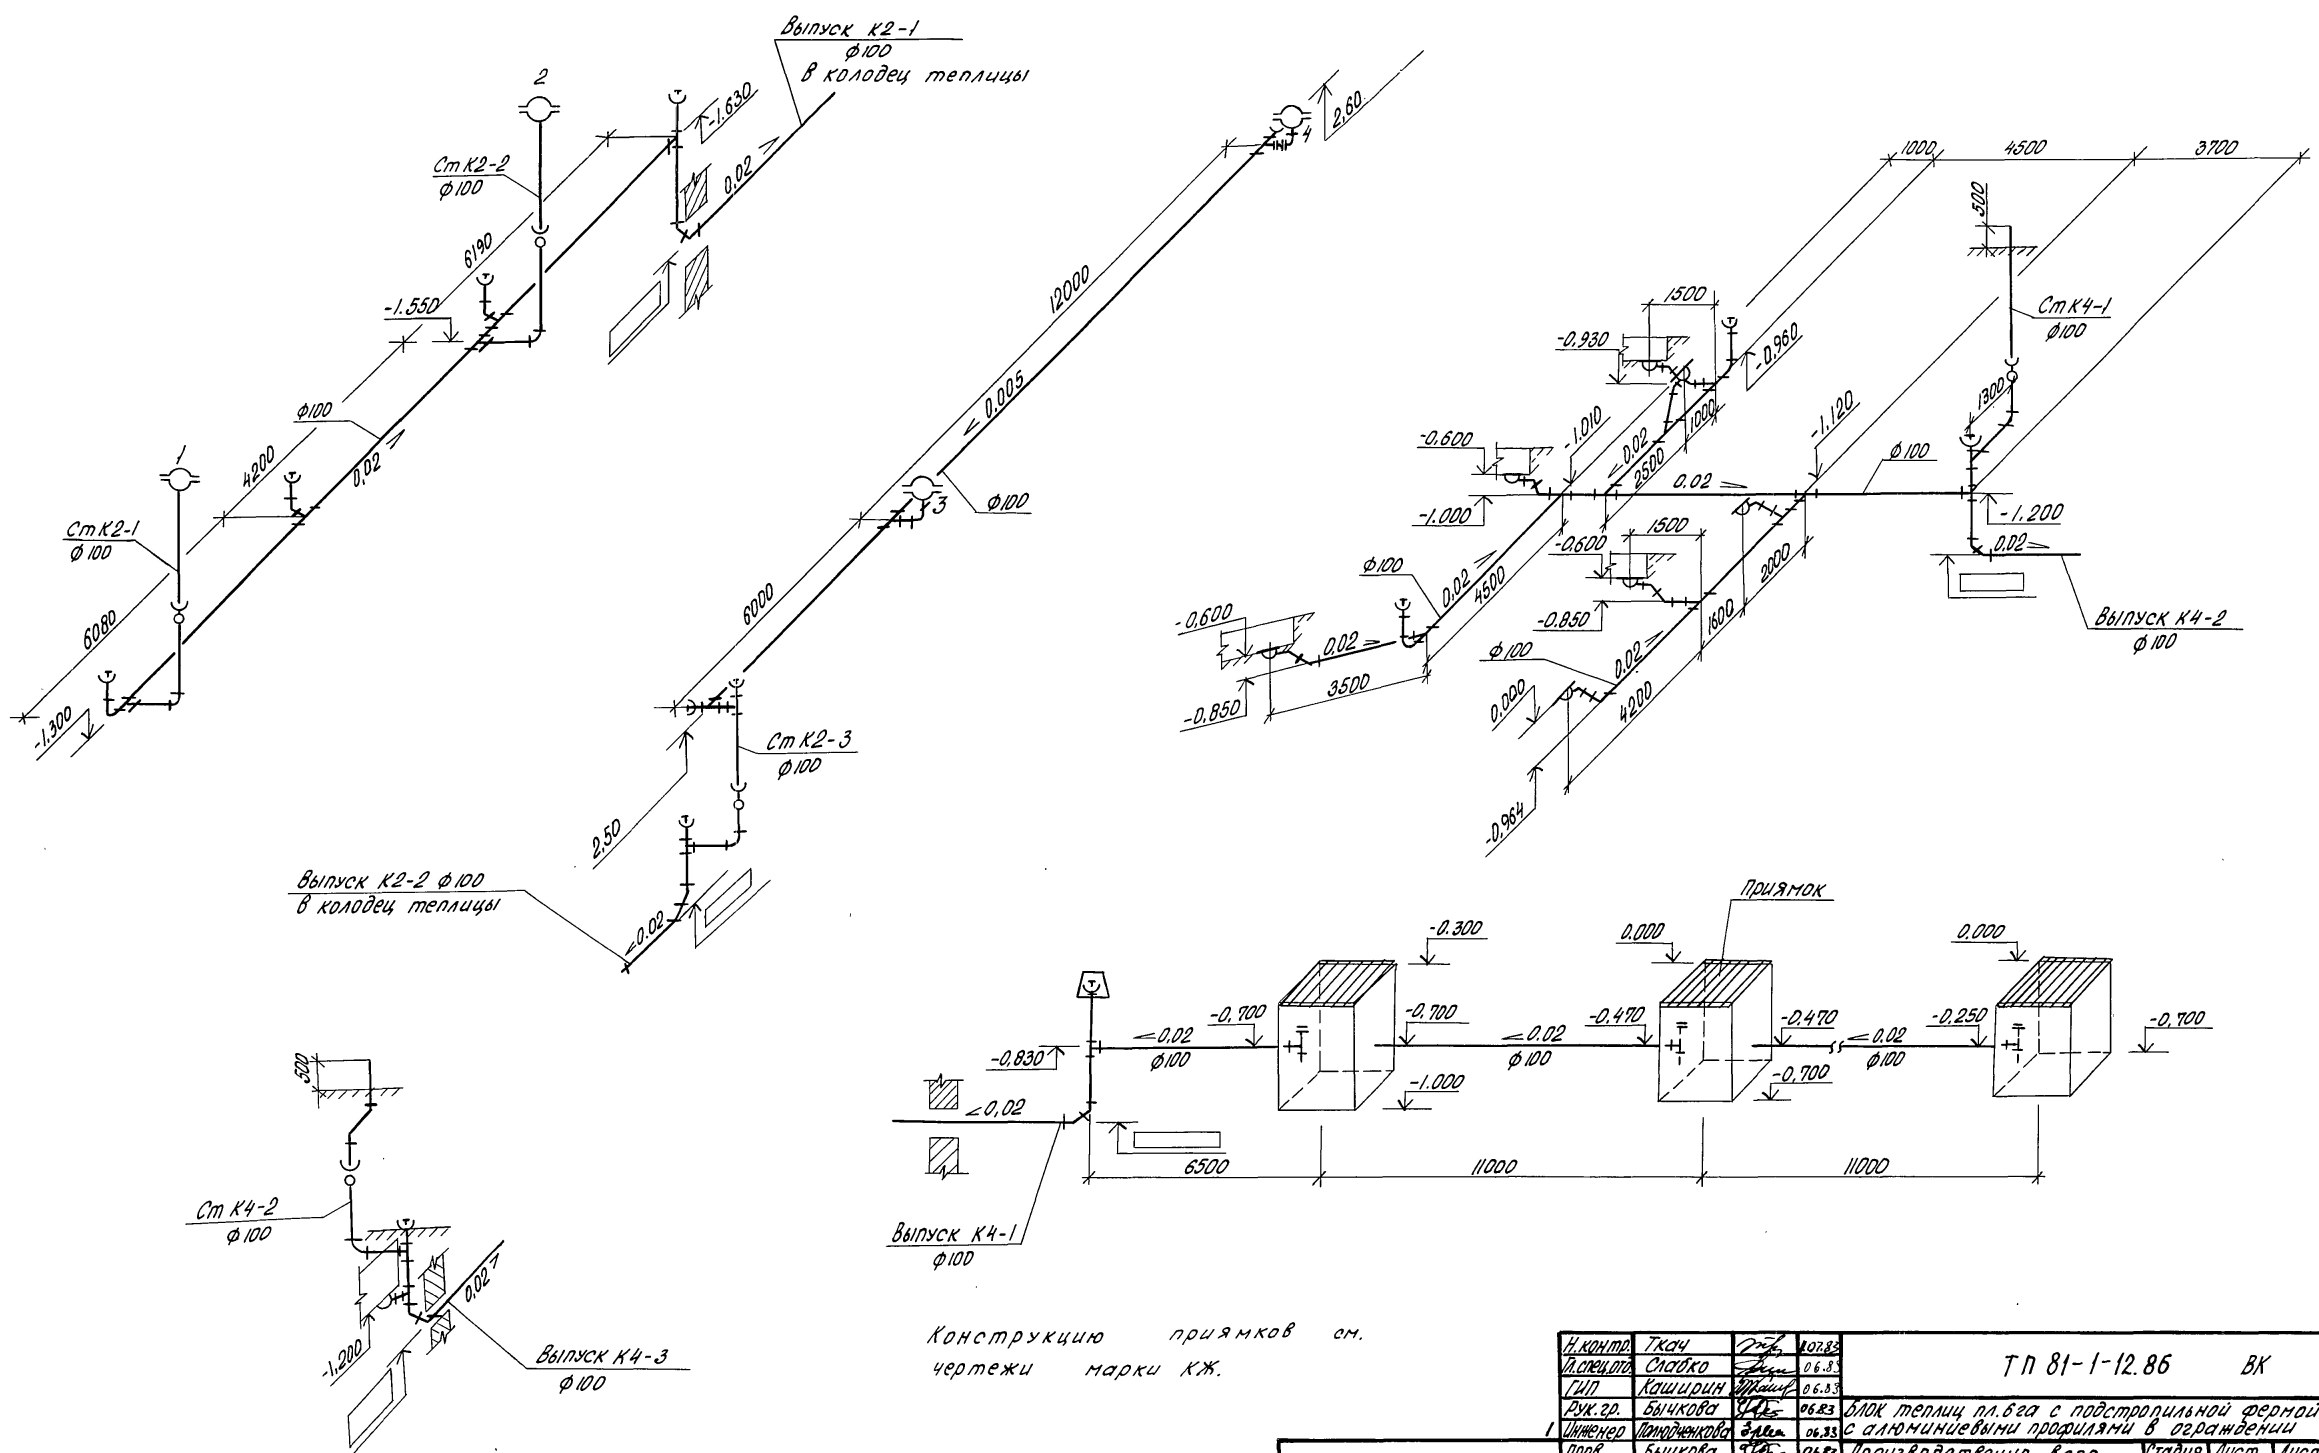 Выпуск К2-1
ф100
в колодец теплицы
2
-1.630
Ст К2-2
ф100
0,02
6190
-1.550
ф100
4200
0,02
1
Ст К2-1
ф100
6080
-1.300
2,60
4
12000
0.005
3
ф100
6000
Ст К2-3
ф100
2,50
Выпуск К2-2 ф100
в колодец теплицы
0.02
1000
4500
3700
500
Ст К4-1
ф100
1300
1500
-0,930
-0,960
-1.010
-1.120
-0.600
0.02
1000
2500
0.02
ф100
-1.000
-1.200
1500
-0.600
0.02
ф100
0.02
4500
2000
-0.850
1600
Выпуск К4-2
ф100
-0,600
0.02
3500
-0,850
ф100
0.02
4200
0.000
-0,964
Приямок
-0.300
0.000
0.000
-0,700
-0,700
-0,470
-0,470
-0,250
-0,700
0.02
ф100
0.02
ф100
0.02
ф100
-0,830
-1.000
-0,700
0,02
6500
11000
11000
Выпуск К4-1
ф100
500
Ст К4-2
ф100
0.02
-1,200
Выпуск К4-3
ф100
Конструкцию приямков см.
чертежи марки КЖ.
Н.контр. Ткач 07.83
Гл.спец.отд Слабко 06.83
ГИП Каширин 06.83
Рук.гр. Бычкова 06.83
1 Инженер 06.83
Пров. Бычкова
ТП 81-1-12.86 ВК
Блок теплиц пл.6га с подстропильной фермой
с алюминиевыми профилями в ограждении
Стадия Лист